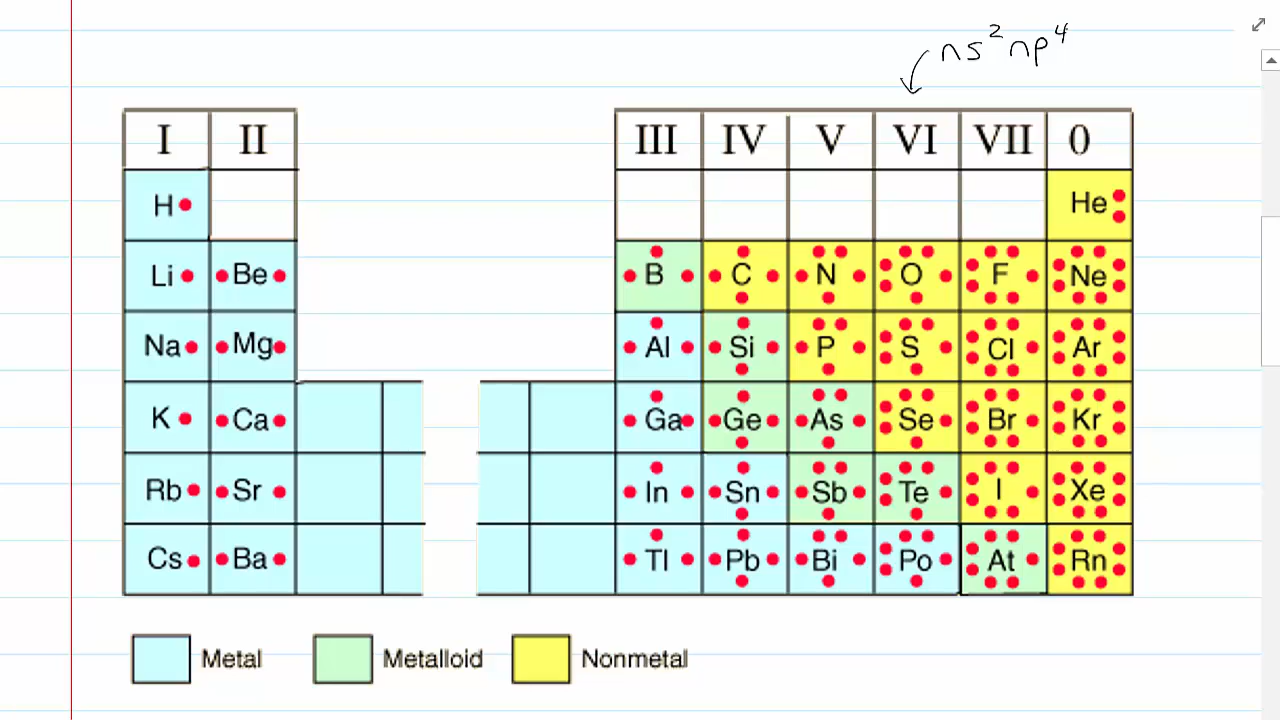 ns² np⁴
I II III IV V VI VII 0
H He
Li Be B C N O F Ne
Na Mg Al Si P S Cl Ar
K Ca Ga Ge As Se Br Kr
Rb Sr In Sn Sb Te I Xe
Cs Ba Tl Pb Bi Po At Rn
Metal Metalloid Nonmetal